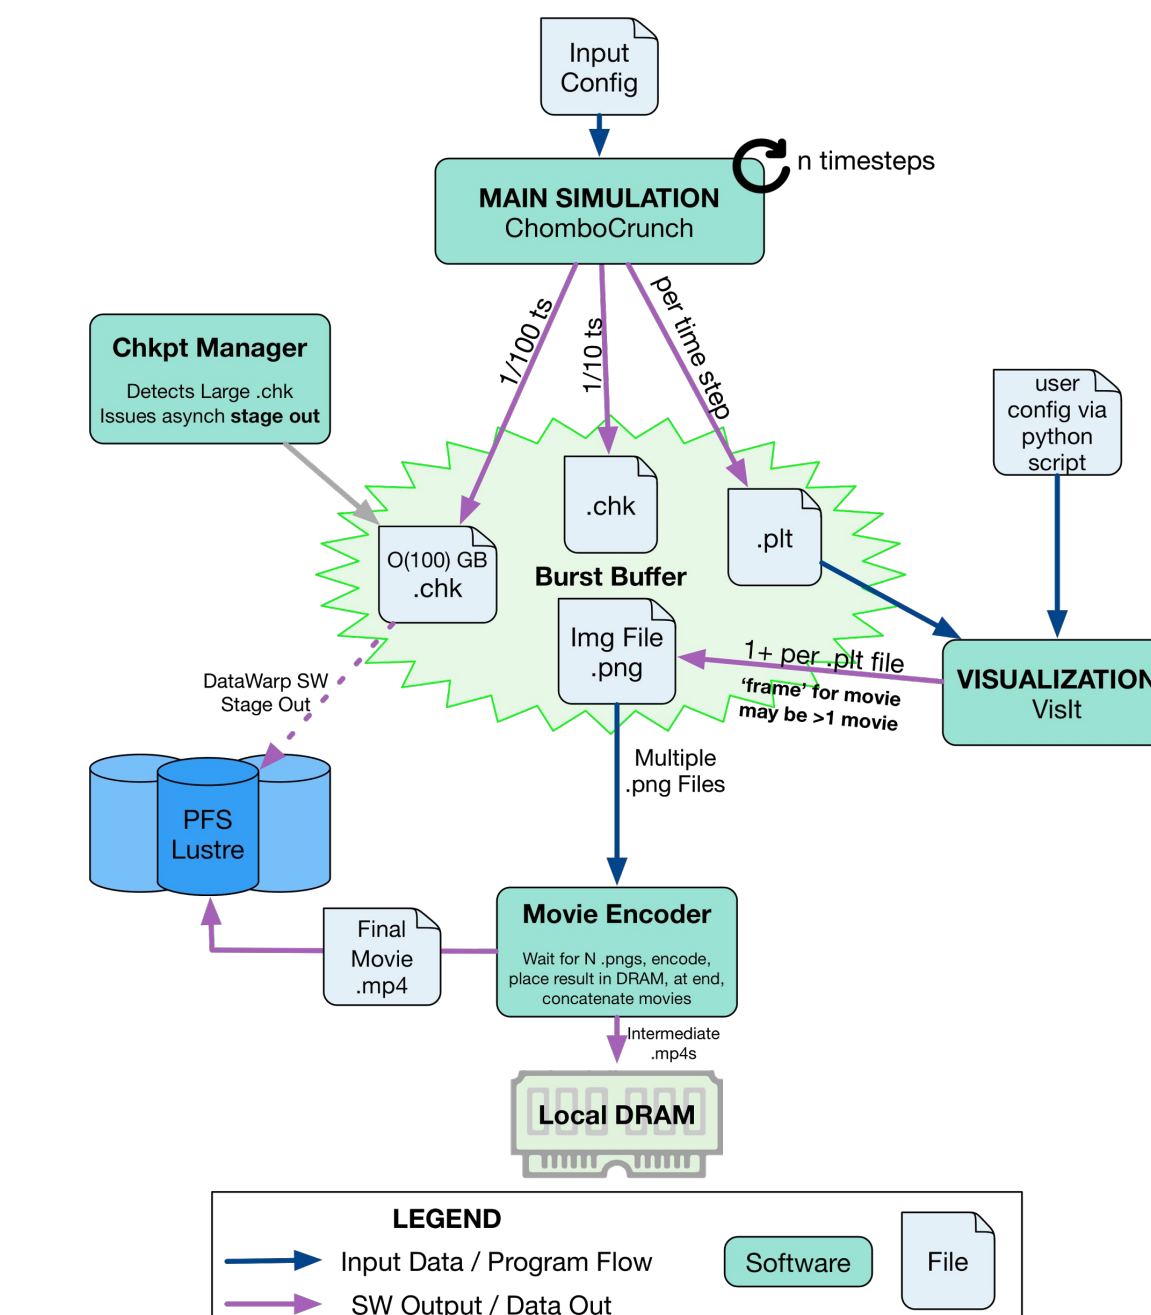 Input
Config
n timesteps
MAIN SIMULATION
ChomboCrunch
1/100 ts
1/10 ts
per time step
Chkpt Manager
Detects Large .chk
Issues asynch stage out
user
config via
python
script
.chk
.plt
O(100) GB
.chk
Burst Buffer
Img File
.png
1+ per .plt file
‘frame’ for movie
may be >1 movie
VISUALIZATION
VisIt
DataWarp SW
Stage Out
Multiple
.png Files
PFS
Lustre
Movie Encoder
Wait for N .pngs, encode,
place result in DRAM, at end,
concatenate movies
Final
Movie
.mp4
Intermediate
.mp4s
Local DRAM
LEGEND
Input Data / Program Flow
Software
File
SW Output / Data Out